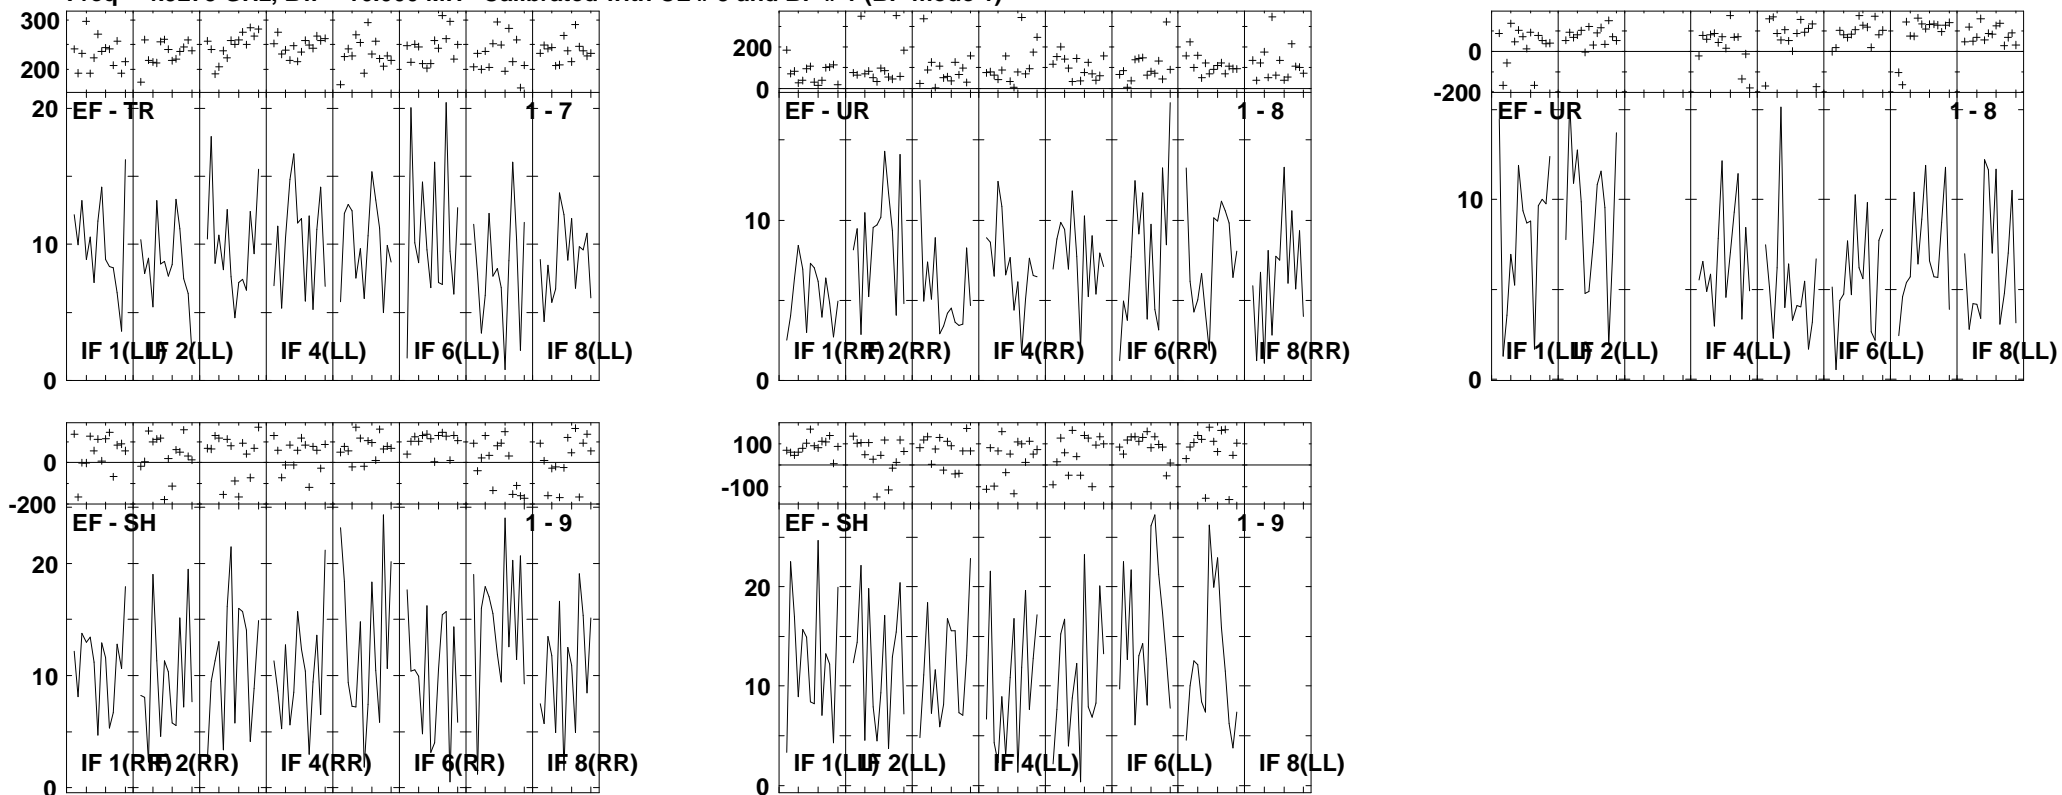 300
200
20
EF - TR
1 - 7
10
IF 1(LL)
IF 2(LL)
IF 4(LL)
IF 6(LL)
IF 8(LL)
0
200
0
EF - UR
1 - 8
10
IF 1(RR)
IF 2(RR)
IF 4(RR)
IF 6(RR)
IF 8(RR)
0
0
-200
EF - UR
1 - 8
10
IF 1(LL)
IF 2(LL)
IF 4(LL)
IF 6(LL)
IF 8(LL)
0
0
-200
EF - SH
1 - 9
20
10
IF 1(RR)
IF 2(RR)
IF 4(RR)
IF 6(RR)
IF 8(RR)
0
100
-100
EF - SH
1 - 9
20
10
IF 1(LL)
IF 2(LL)
IF 4(LL)
IF 6(LL)
IF 8(LL)
0